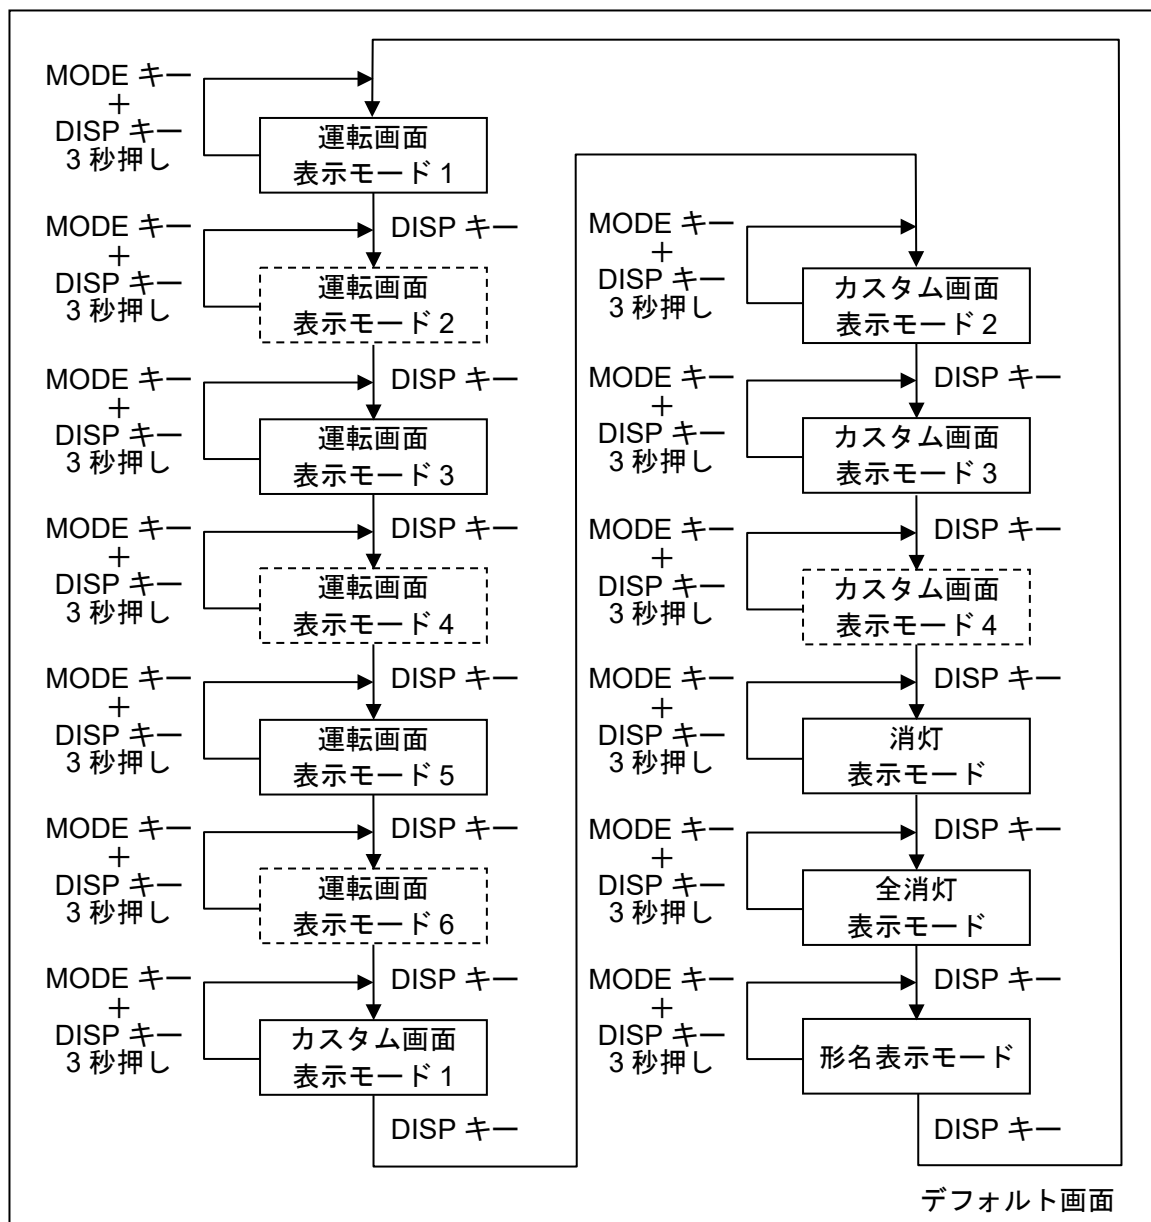 MODE キー
＋
DISP キー
3 秒押し
運転画面
表示モード 1
DISP キー
MODE キー
＋
DISP キー
3 秒押し
運転画面
表示モード 2
DISP キー
MODE キー
＋
DISP キー
3 秒押し
運転画面
表示モード 3
DISP キー
MODE キー
＋
DISP キー
3 秒押し
運転画面
表示モード 4
DISP キー
MODE キー
＋
DISP キー
3 秒押し
運転画面
表示モード 5
DISP キー
MODE キー
＋
DISP キー
3 秒押し
運転画面
表示モード 6
DISP キー
MODE キー
＋
DISP キー
3 秒押し
カスタム画面
表示モード 1
DISP キー
MODE キー
＋
DISP キー
3 秒押し
カスタム画面
表示モード 2
DISP キー
MODE キー
＋
DISP キー
3 秒押し
カスタム画面
表示モード 3
DISP キー
MODE キー
＋
DISP キー
3 秒押し
カスタム画面
表示モード 4
DISP キー
MODE キー
＋
DISP キー
3 秒押し
消灯
表示モード
DISP キー
MODE キー
＋
DISP キー
3 秒押し
全消灯
表示モード
DISP キー
MODE キー
＋
DISP キー
3 秒押し
形名表示モード
DISP キー
デフォルト画面